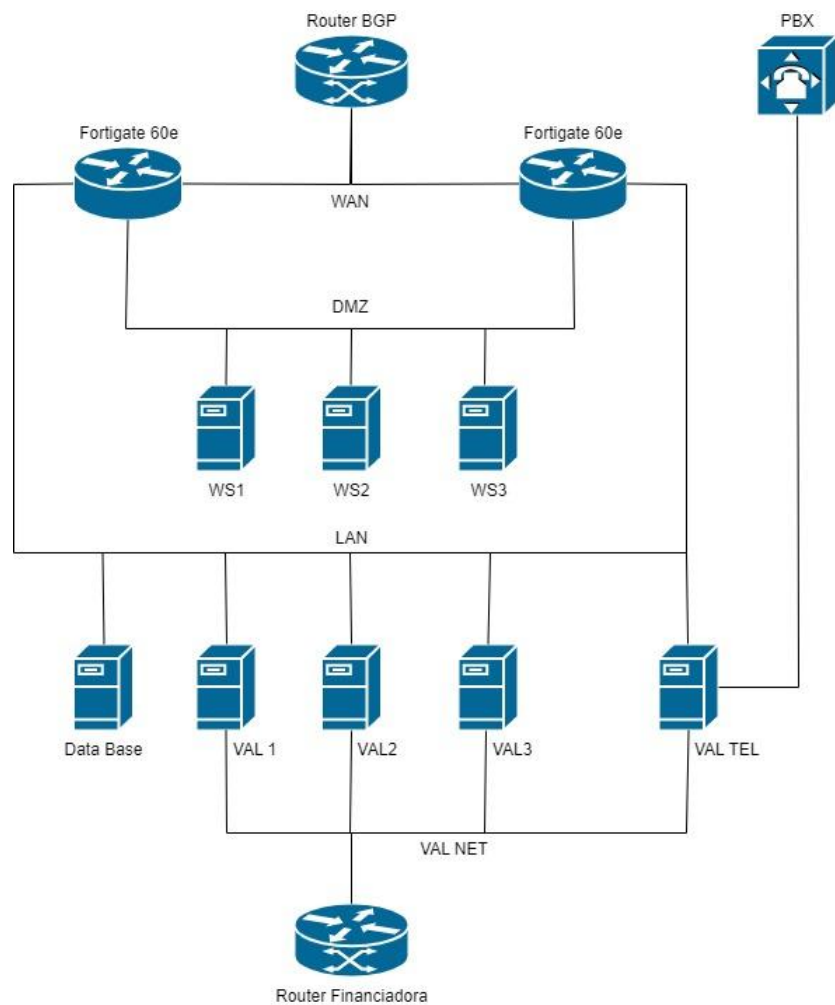 Router BGP
PBX
Fortigate 60e
Fortigate 60e
WAN
DMZ
WS1
WS2
WS3
LAN
Data Base
VAL 1
VAL2
VAL3
VAL TEL
VAL NET
Router Financiadora